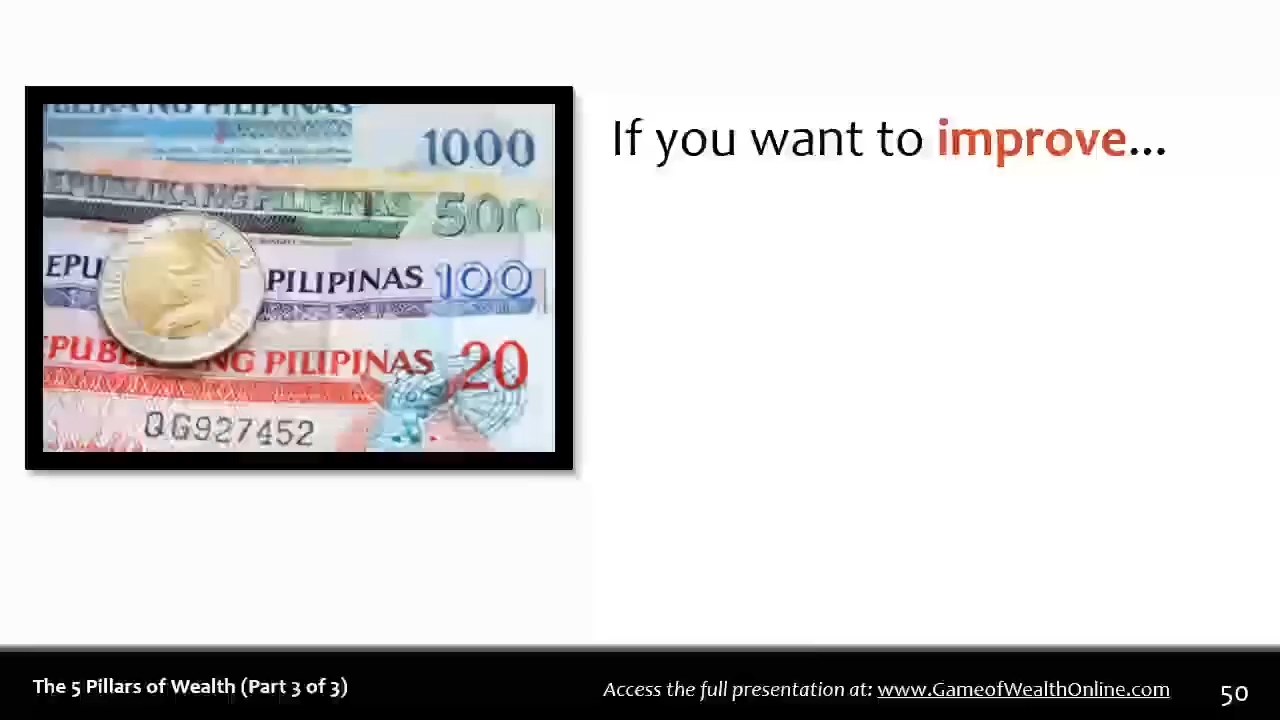 PILIPINAS
1000
500
PILIPINAS 100
NG PILIPINAS 20
QG927452
If you want to improve...
The 5 Pillars of Wealth (Part 3 of 3)
Access the full presentation at: www.GameofWealthOnline.com
50